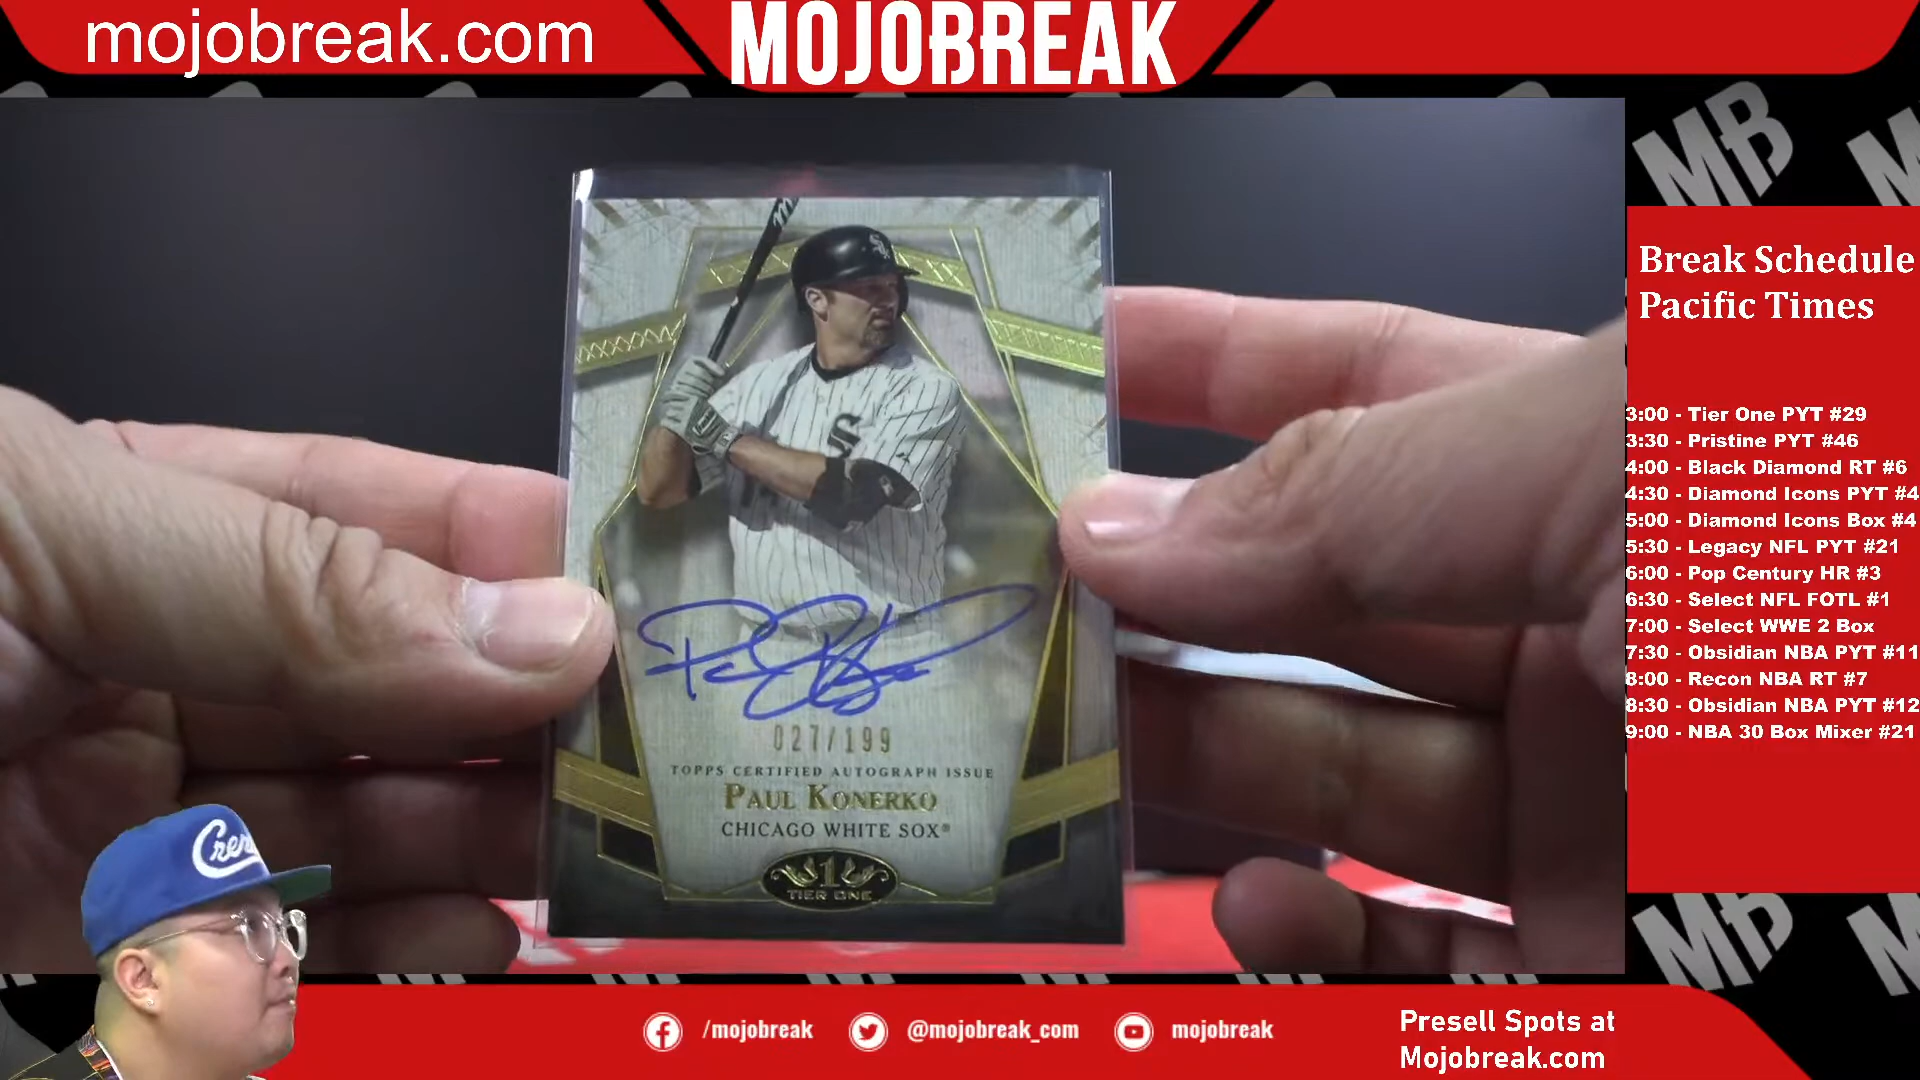 mojobreak.com
MOJOBREAK
MB
Break Schedule
Pacific Times
3:00 - Tier One PYT #29
3:30 - Pristine PYT #46
4:00 - Black Diamond RT #6
4:30 - Diamond Icons PYT #4
5:00 - Diamond Icons Box #4
5:30 - Legacy NFL PYT #21
6:00 - Pop Century HR #3
6:30 - Select NFL FOTL #1
7:00 - Select WWE 2 Box
7:30 - Obsidian NBA PYT #11
8:00 - Recon NBA RT #7
8:30 - Obsidian NBA PYT #12
9:00 - NBA 30 Box Mixer #21
027/199
TOPPS CERTIFIED AUTOGRAPH ISSUE
PAUL KONERKO
CHICAGO WHITE SOX®
1
TIER ONE
MB
/mojobreak
@mojobreak_com
mojobreak
Presell Spots at
Mojobreak.com